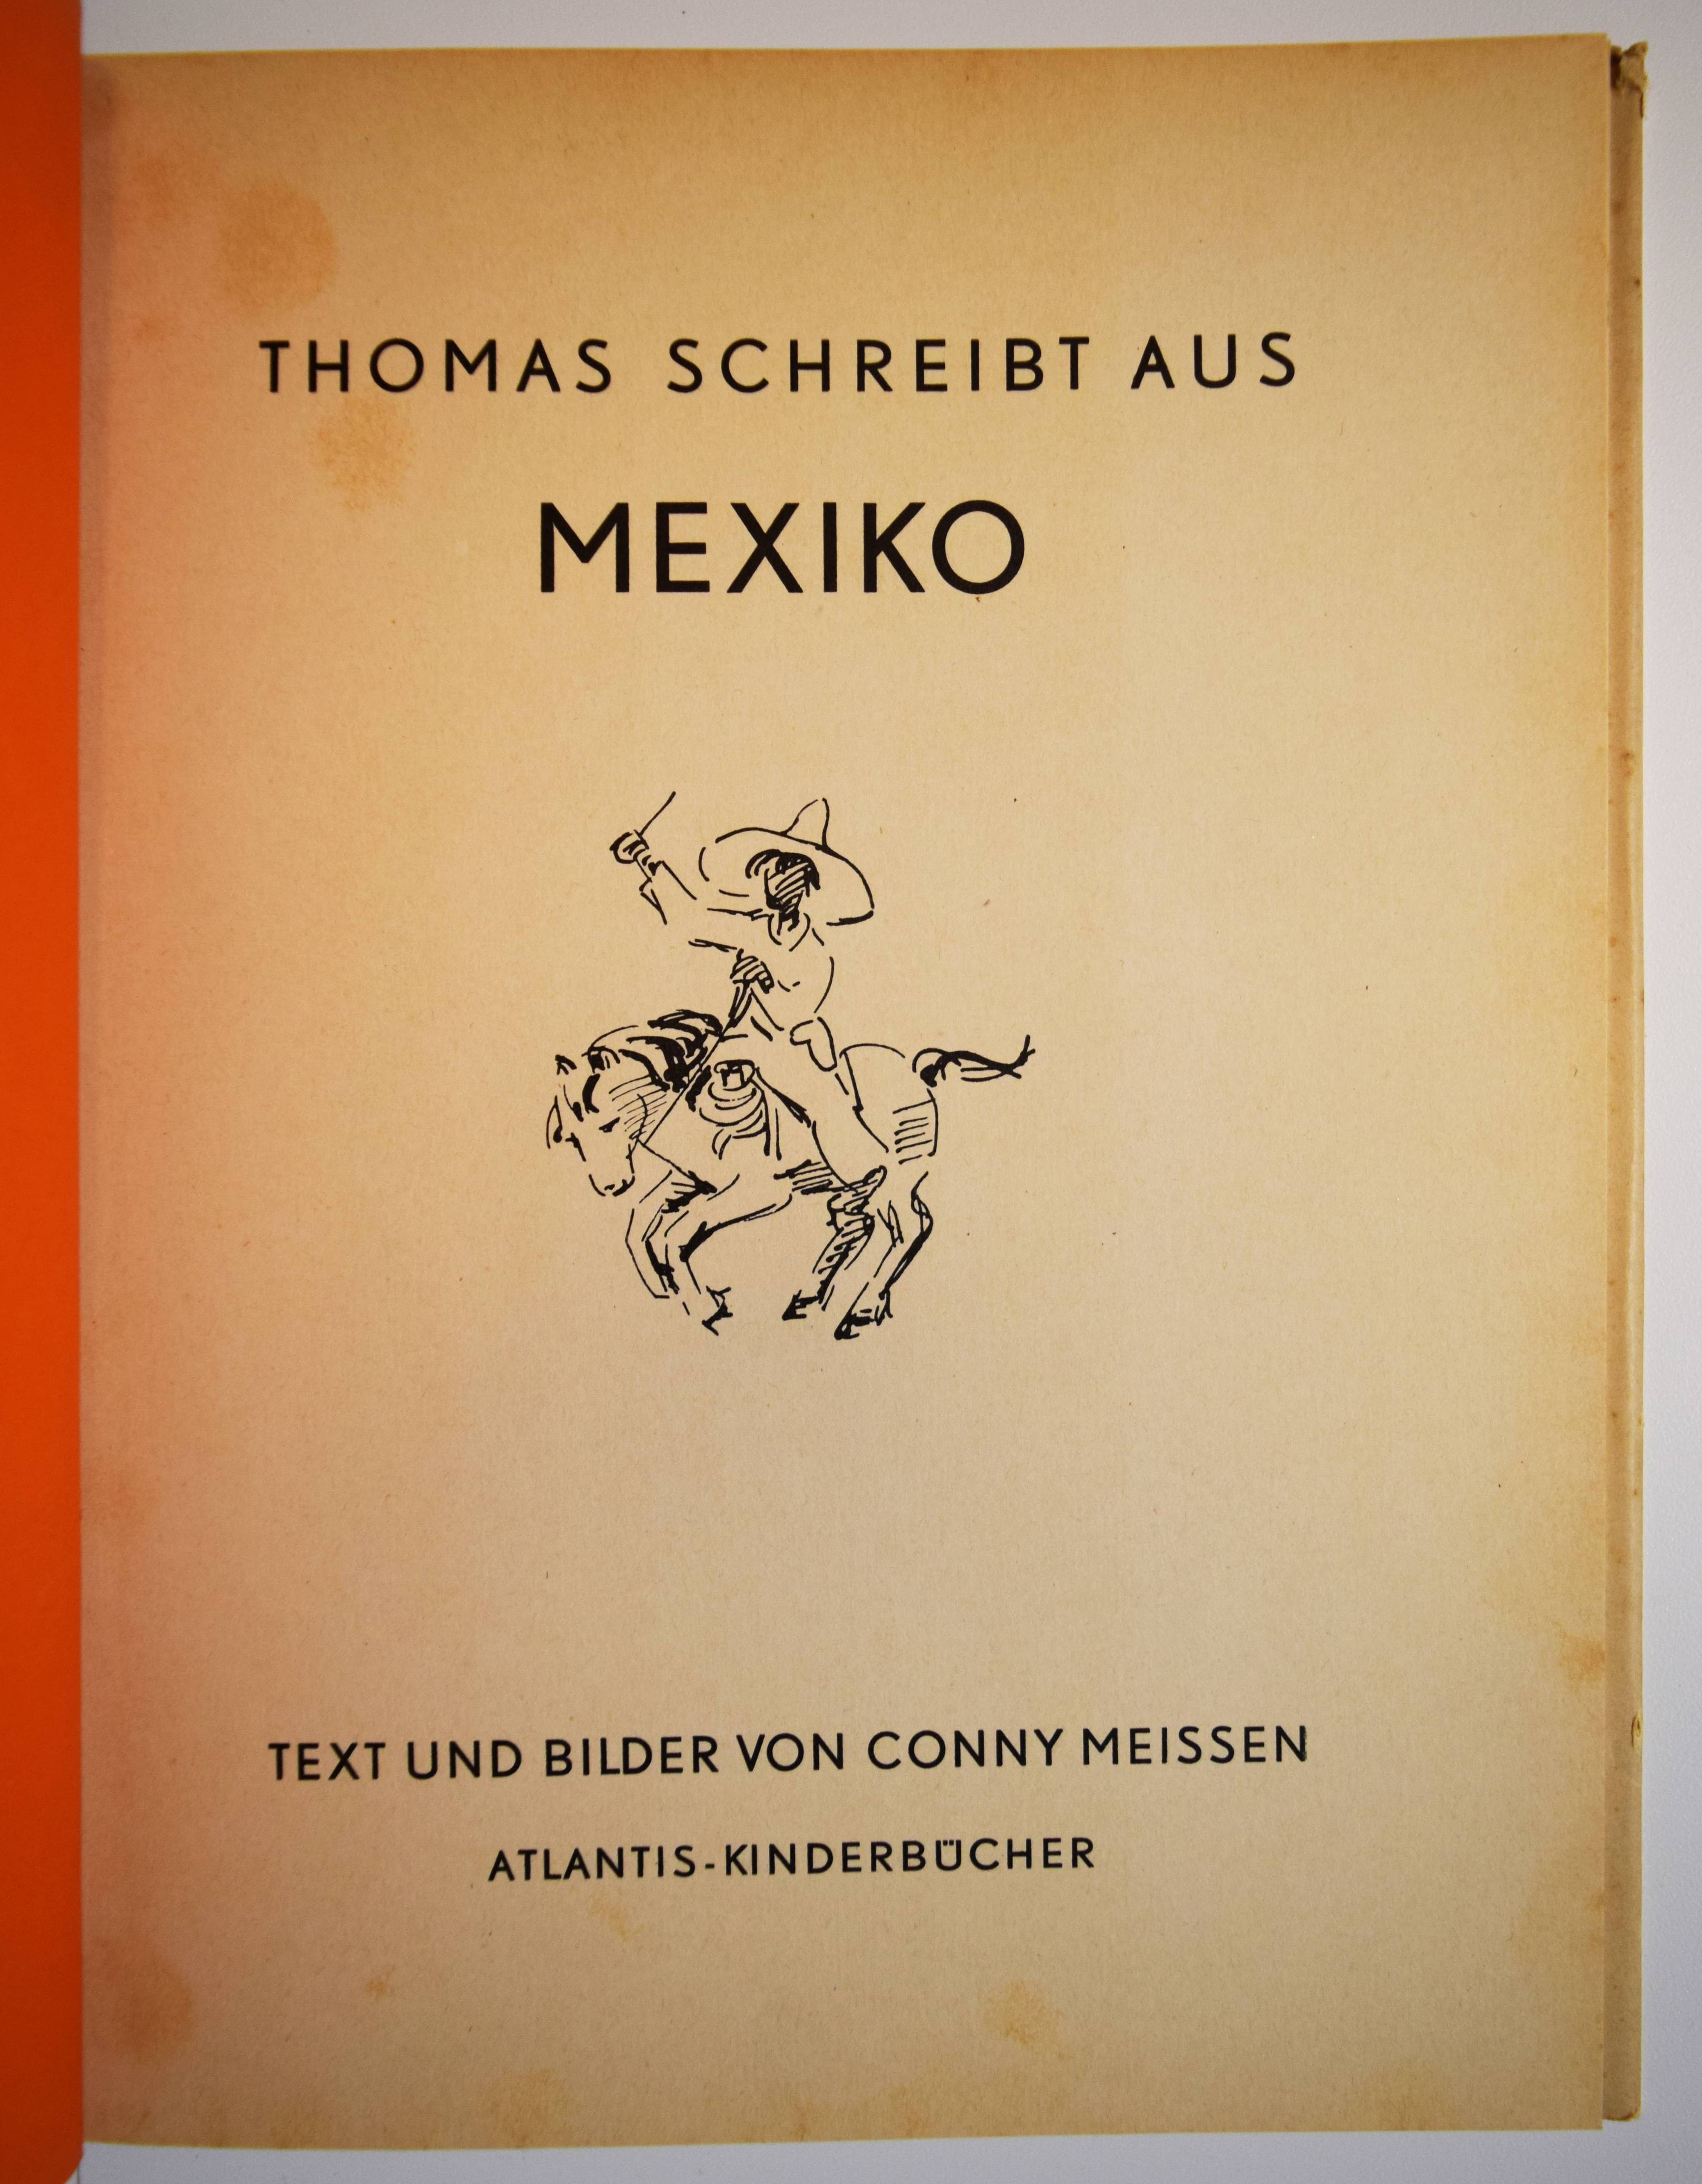 THOMAS SCHREIBT AUS
MEXIKO
TEXT UND BILDER VON CONNY MEISSEN
ATLANTIS-KINDERBÜCHER